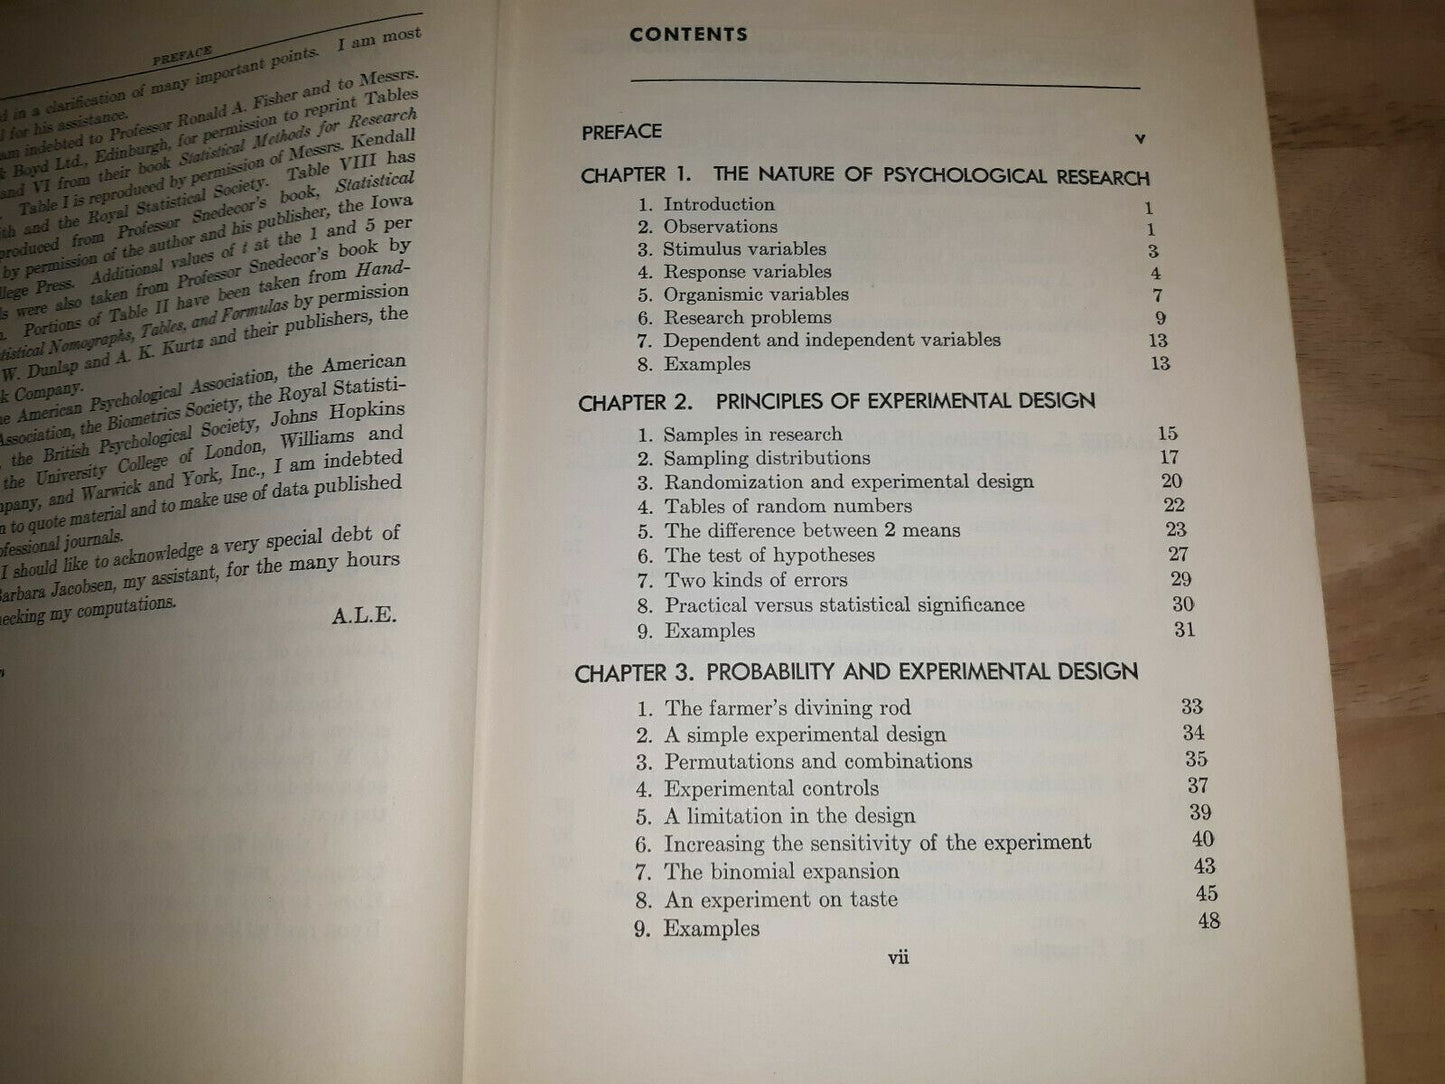 PREFACE
in a clarification of many important points. I am most
for his assistance.
am indebted to Professor Ronald A. Fisher and to Messrs.
Boyd Ltd., Edinburgh, for permission to reprint Tables
and VI from their book Statistical Methods for Research
Table I is reproduced by permission of Messrs. Kendall
and the Royal Statistical Society. Table VIII has
produced from Professor Snedecor's book, Statistical
by permission of the author and his publisher, the Iowa
lege Press. Additional values of t at the 1 and 5 per
ls were also taken from Professor Snedecor's book by
Portions of Table II have been taken from Hand-
tistical Nomographs, Tables, and Formulas by permission
W. Dunlap and A. K. Kurtz and their publishers, the
k Company.
he American Psychological Association, the American
Association, the Biometrics Society, the Royal Statisti-
the British Psychological Society, Johns Hopkins
the University College of London, Williams and
mpany, and Warwick and York, Inc., I am indebted
n to quote material and to make use of data published
ofessional journals.
I should like to acknowledge a very special debt of
Barbara Jacobsen, my assistant, for the many hours
hecking my computations.
A.L.E.
CONTENTS
PREFACE v
CHAPTER 1. THE NATURE OF PSYCHOLOGICAL RESEARCH
1. Introduction 1
2. Observations 1
3. Stimulus variables 3
4. Response variables 4
5. Organismic variables 7
6. Research problems 9
7. Dependent and independent variables 13
8. Examples 13
CHAPTER 2. PRINCIPLES OF EXPERIMENTAL DESIGN
1. Samples in research 15
2. Sampling distributions 17
3. Randomization and experimental design 20
4. Tables of random numbers 22
5. The difference between 2 means 23
6. The test of hypotheses 27
7. Two kinds of errors 29
8. Practical versus statistical significance 30
9. Examples 31
CHAPTER 3. PROBABILITY AND EXPERIMENTAL DESIGN
1. The farmer's divining rod 33
2. A simple experimental design 34
3. Permutations and combinations 35
4. Experimental controls 37
5. A limitation in the design 39
6. Increasing the sensitivity of the experiment 40
7. The binomial expansion 43
8. An experiment on taste 45
9. Examples 48
vii